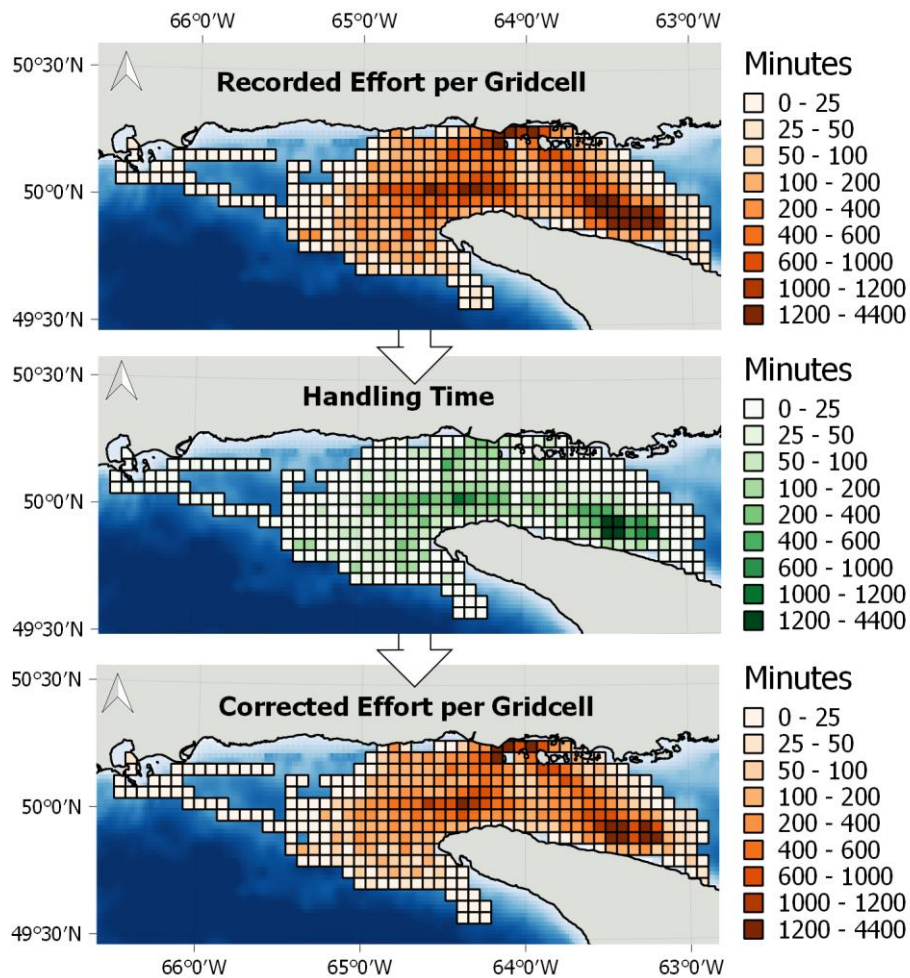 66°0′W 65°0′W 64°0′W 63°0′W
50°30′N
Recorded Effort per Gridcell
50°0′N
49°30′N
Minutes
0 - 25
25 - 50
50 - 100
100 - 200
200 - 400
400 - 600
600 - 1000
1000 - 1200
1200 - 4400
50°30′N
Handling Time
50°0′N
49°30′N
Minutes
0 - 25
25 - 50
50 - 100
100 - 200
200 - 400
400 - 600
600 - 1000
1000 - 1200
1200 - 4400
50°30′N
Corrected Effort per Gridcell
50°0′N
49°30′N
Minutes
0 - 25
25 - 50
50 - 100
100 - 200
200 - 400
400 - 600
600 - 1000
1000 - 1200
1200 - 4400
66°0′W 65°0′W 64°0′W 63°0′W